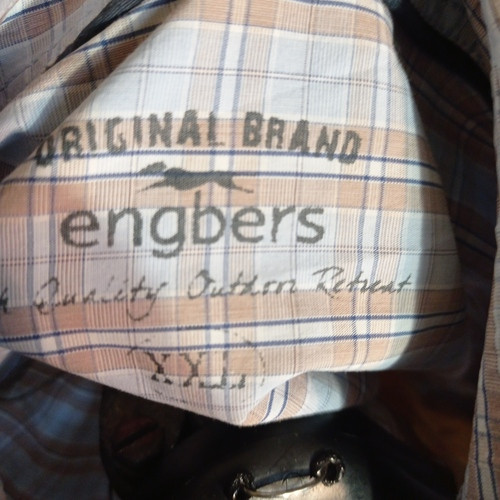 ORIGINAL BRAND
engbers
Quality Outdoor Retreat
(XXL)